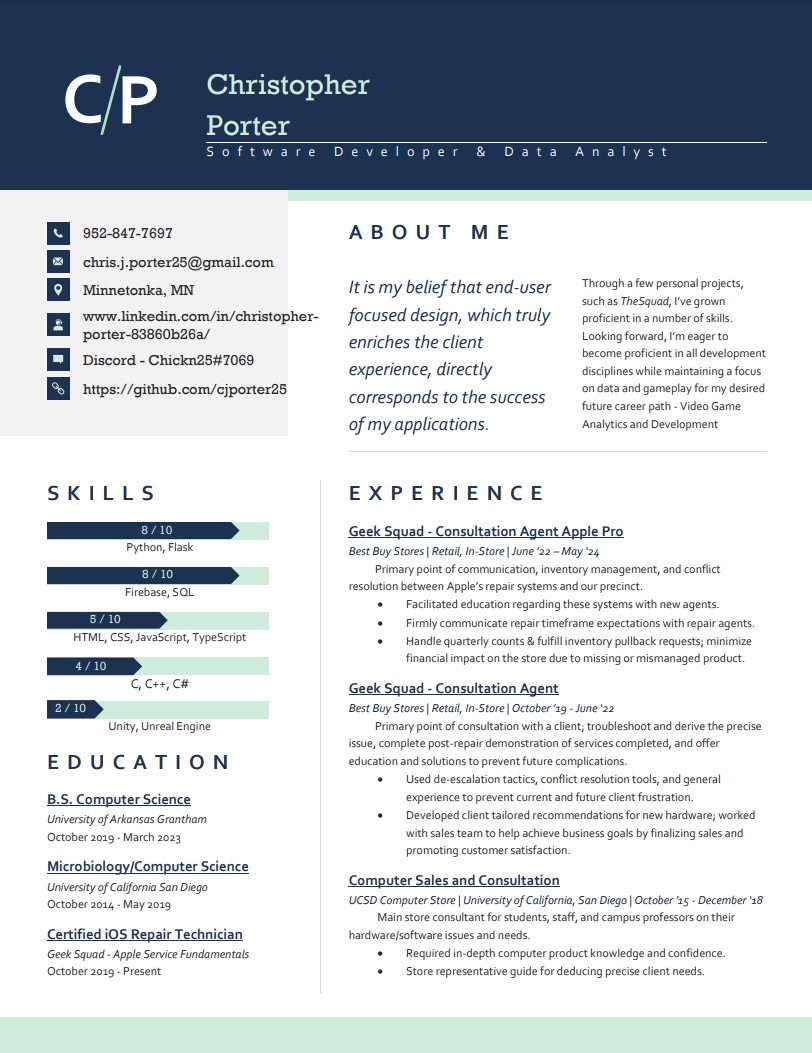 C/P
Christopher
Porter
Software Developer & Data Analyst
952-847-7697
chris.j.porter25@gmail.com
Minnetonka, MN
www.linkedin.com/in/christopher-
porter-83860b26a/
Discord - Chickn25#7069
https://github.com/cjporter25
ABOUT ME
It is my belief that end-user
focused design, which truly
enriches the client
experience, directly
corresponds to the success
of my applications.
Through a few personal projects,
such as TheSquad, I’ve grown
proficient in a number of skills.
Looking forward, I’m eager to
become proficient in all development
disciplines while maintaining a focus
on data and gameplay for my desired
future career path - Video Game
Analytics and Development
SKILLS
8 / 10
Python, Flask
8 / 10
Firebase, SQL
5 / 10
HTML, CSS, JavaScript, TypeScript
4 / 10
C, C++, C#
2 / 10
Unity, Unreal Engine
EDUCATION
B.S. Computer Science
University of Arkansas Grantham
October 2019 - March 2023
Microbiology/Computer Science
University of California San Diego
October 2014 - May 2019
Certified iOS Repair Technician
Geek Squad - Apple Service Fundamentals
October 2019 - Present
EXPERIENCE
Geek Squad - Consultation Agent Apple Pro
Best Buy Stores | Retail, In-Store | June ’22 – May ‘24
Primary point of communication, inventory management, and conflict
resolution between Apple’s repair systems and our precinct.
• Facilitated education regarding these systems with new agents.
• Firmly communicate repair timeframe expectations with repair agents.
• Handle quarterly counts & fulfill inventory pullback requests; minimize
financial impact on the store due to missing or mismanaged product.
Geek Squad - Consultation Agent
Best Buy Stores | Retail, In-Store | October ’19 - June ‘22
Primary point of consultation with a client; troubleshoot and derive the precise
issue, complete post-repair demonstration of services completed, and offer
education and solutions to prevent future complications.
• Used de-escalation tactics, conflict resolution tools, and general
experience to prevent current and future client frustration.
• Developed client tailored recommendations for new hardware; worked
with sales team to help achieve business goals by finalizing sales and
promoting customer satisfaction.
Computer Sales and Consultation
UCSD Computer Store | University of California, San Diego | October ’15 - December ‘18
Main store consultant for students, staff, and campus professors on their
hardware/software issues and needs.
• Required in-depth computer product knowledge and confidence.
• Store representative guide for deducing precise client needs.